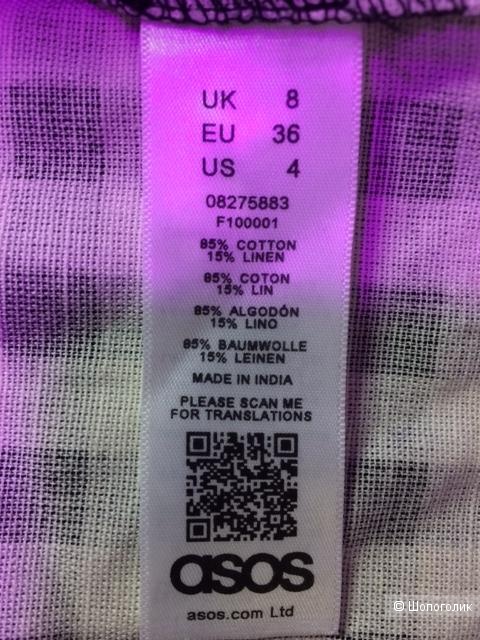 UK 8
EU 36
US 4
08275883
F100001
85% COTTON
15% LINEN
85% COTON
15% LIN
85% ALGODÓN
15% LINO
85% BAUMWOLLE
15% LEINEN
MADE IN INDIA
PLEASE SCAN ME
FOR TRANSLATIONS
asos
asos.com Ltd
© Шопоголик